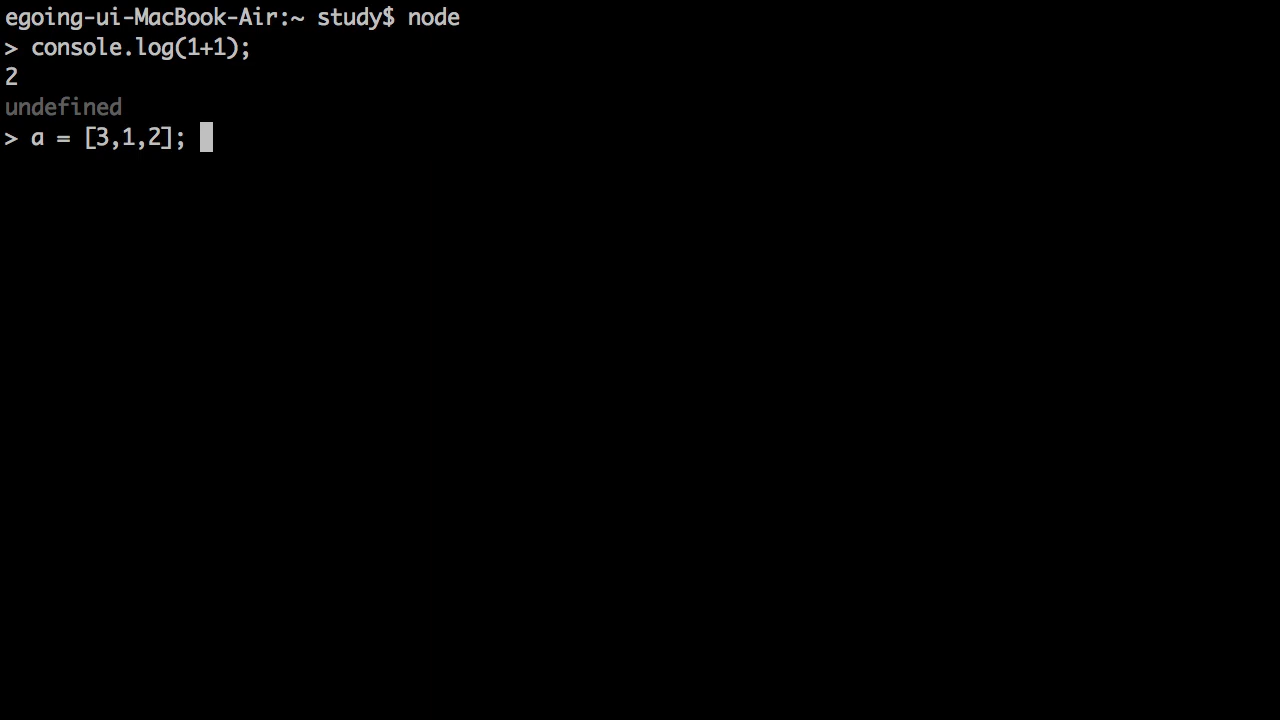 egoing-ui-MacBook-Air:~ study$ node
> console.log(1+1);
2
undefined
> a = [3,1,2];